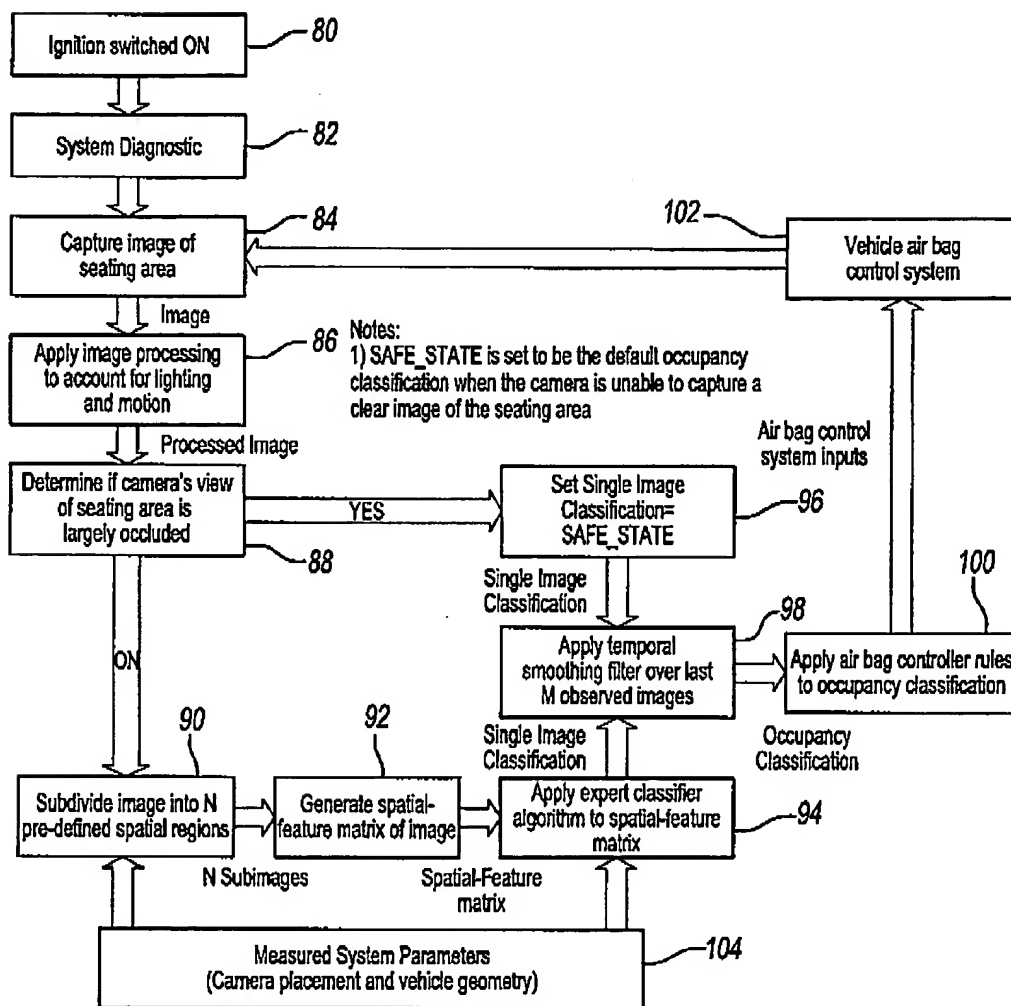 Ignition switched ON
80
System Diagnostic
82
Capture image of
seating area
84
102
Vehicle air bag
control system
Image
Apply image processing
to account for lighting
and motion
86
Notes:
1) SAFE_STATE is set to be the default occupancy
classification when the camera is unable to capture a
clear image of the seating area
Processed Image
Air bag control
system inputs
Determine if camera's view
of seating area is
largely occluded
88
YES
Set Single Image
Classification=
SAFE_STATE
96
Single Image
Classification
98
100
ON
Apply temporal
smoothing filter over last
M observed images
Apply air bag controller rules
to occupancy classification
90
92
Single Image
Classification
Occupancy
Classification
Subdivide image into N
pre-defined spatial regions
Generate spatial-
feature matrix of image
Apply expert classifier
algorithm to spatial-feature
matrix
94
N Subimages
Spatial-Feature
matrix
Measured System Parameters
(Camera placement and vehicle geometry)
104